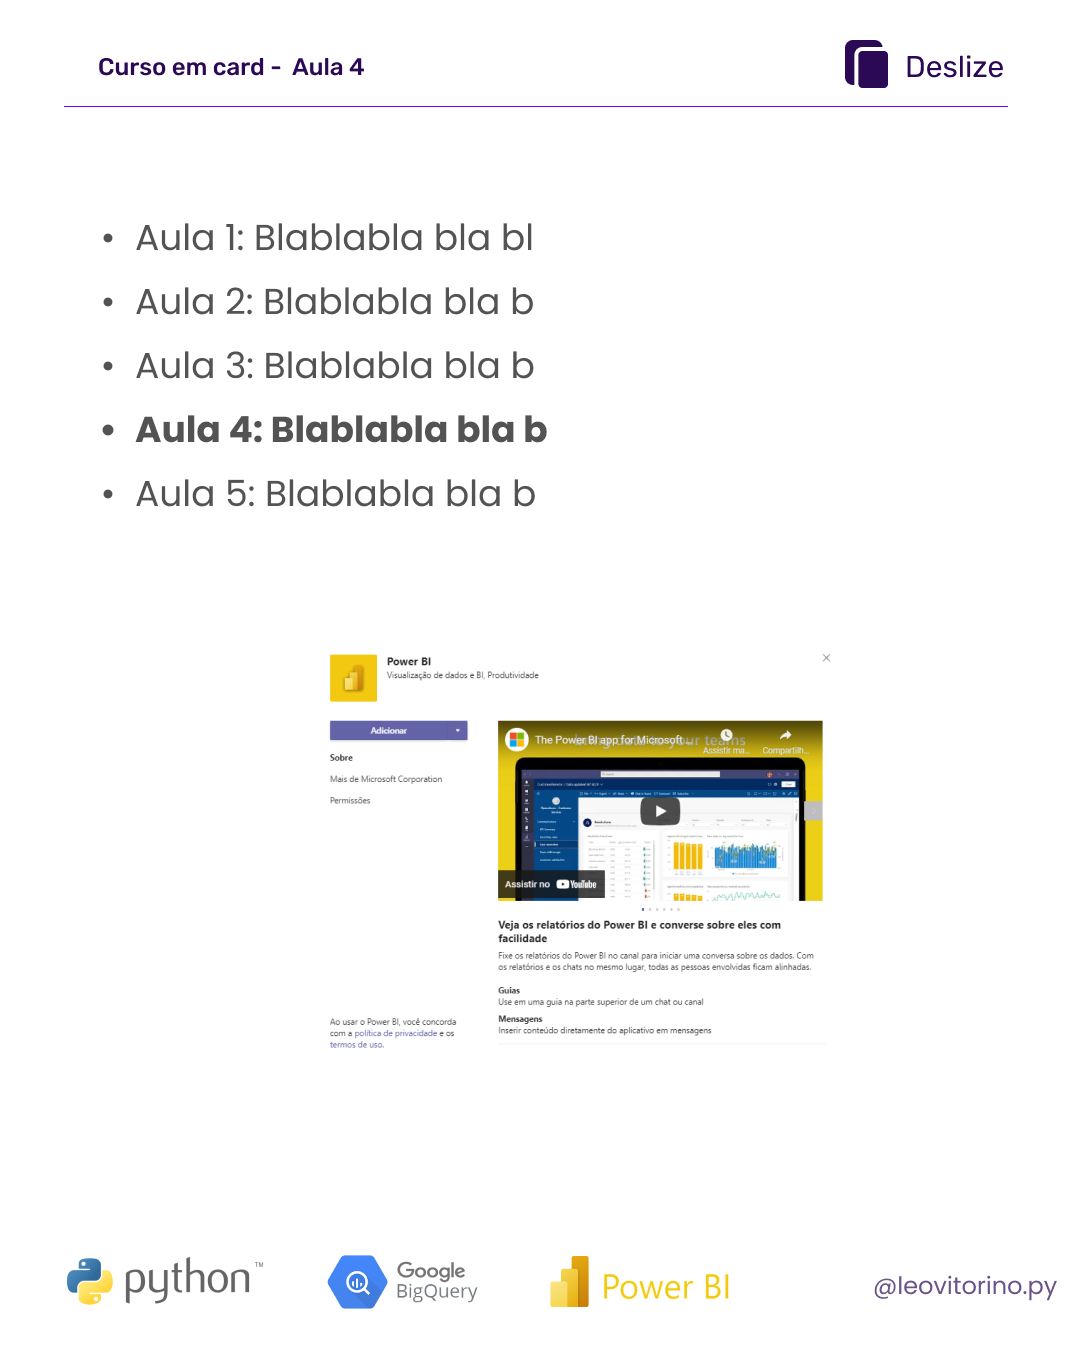 Curso em card - Aula 4
Deslize
• Aula 1: Blablabla bla bl
• Aula 2: Blablabla bla b
• Aula 3: Blablabla bla b
• Aula 4: Blablabla bla b
• Aula 5: Blablabla bla b
Power BI
Visualização de dados e BI, Produtividade
Adicionar
Sobre
Mais de Microsoft Corporation
Permissões
The Power BI app for Microsoft...
Assistir ma...
Compartilh...
Assistir no YouTube
Veja os relatórios do Power BI e converse sobre eles com
facilidade
Fixe os relatórios do Power BI no canal para iniciar uma conversa sobre os dados. Com
os relatórios e os chats no mesmo lugar, todas as pessoas envolvidas ficam alinhadas.
Guias
Use em uma guia na parte superior de um chat ou canal
Mensagens
Inserir conteúdo diretamente do aplicativo em mensagens
Ao usar o Power BI, você concorda
com a política de privacidade e os
termos de uso.
python™
Google
BigQuery
Power BI
@leovitorino.py